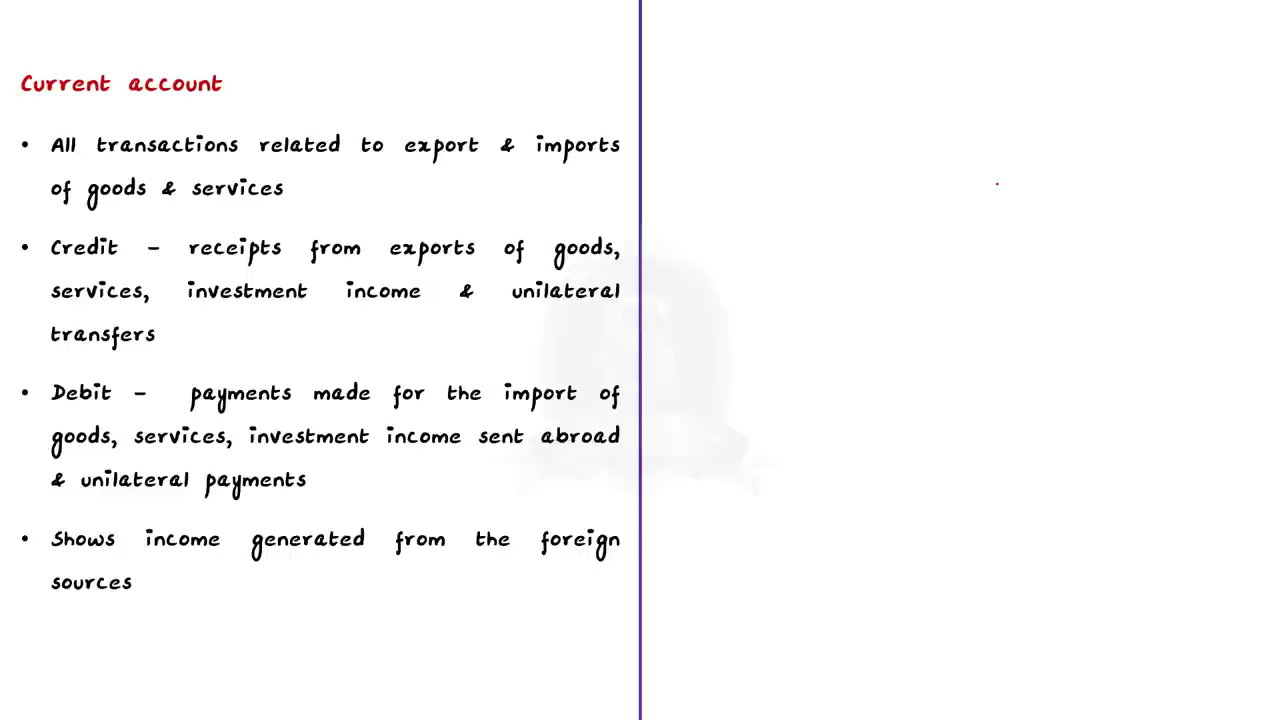 Current account
• All transactions related to export & imports
of goods & services
• Credit – receipts from exports of goods,
services, investment income & unilateral
transfers
• Debit – payments made for the import of
goods, services, investment income sent abroad
& unilateral payments
• Shows income generated from the foreign
sources